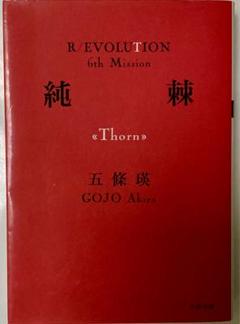 R/EVOLUTION
6th Mission
純 棘
«Thorn»
五條瑛
GOJO Akira